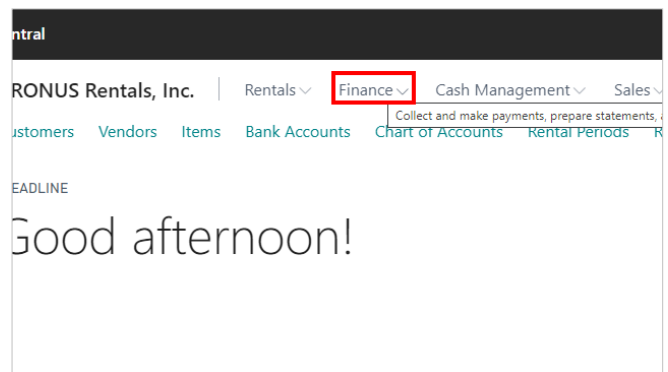 ntral
RONUS Rentals, Inc. Rentals Finance Cash Management Sales
Collect and make payments, prepare statements,
ustomers Vendors Items Bank Accounts Chart of Accounts Rental Periods R
EADLINE
Good afternoon!